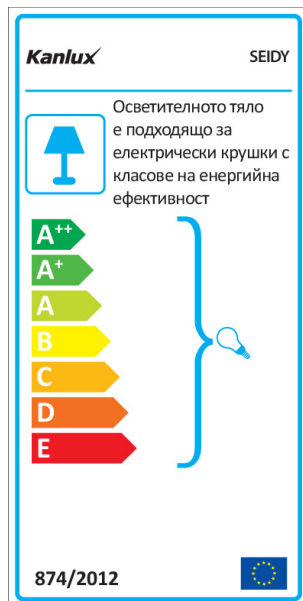 Kanlux
SEIDY
Осветителното тяло
е подходящо за
електрически крушки с
класове на енергийна
ефективност
A++
A+
A
B
C
D
E
874/2012